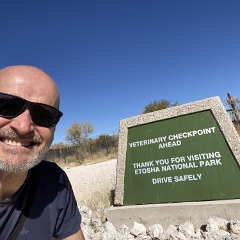 VETERINARY CHECKPOINT
AHEAD
THANK YOU FOR VISITING
ETOSHA NATIONAL PARK
DRIVE SAFELY